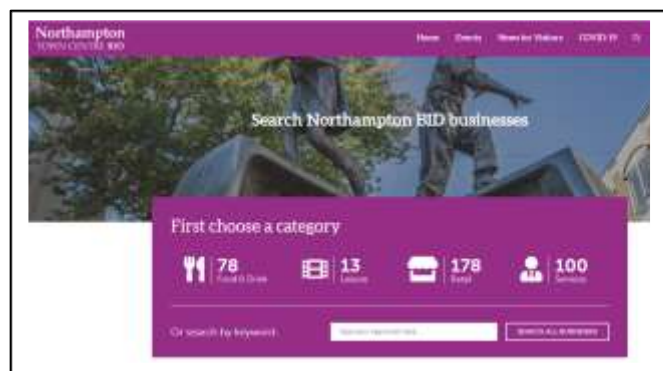 Northampton
TOWN CENTRE BID
Home Events News for Visitors COVID-19
Search Northampton BID businesses
First choose a category
78
Food & Drink
13
Leisure
178
Retail
100
Services
Or search by keyword:
SEARCH ALL BUSINESSES